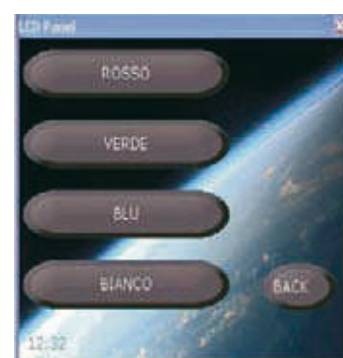 LCD Panel
X
ROSSO
VERDE
BLU
BIANCO
BACK
12:32